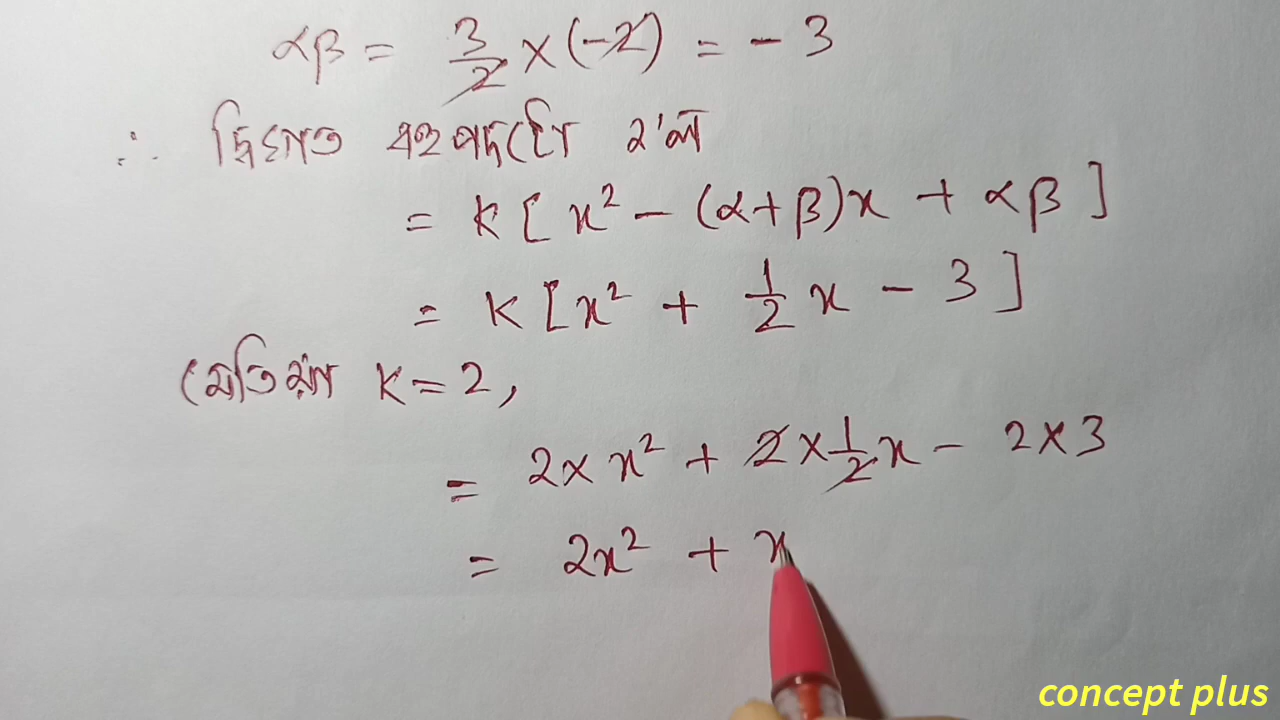 αβ = 3/2 × (-2) = - 3
∴ দ্বিঘাত বহুপদটো হ'ল
= K [ x² - (α+β)x + αβ ]
= K [ x² + 1/2 x - 3 ]
K = 2,
= 2 × x² + 2 × 1/2 x - 2 × 3
= 2x² + x
concept plus